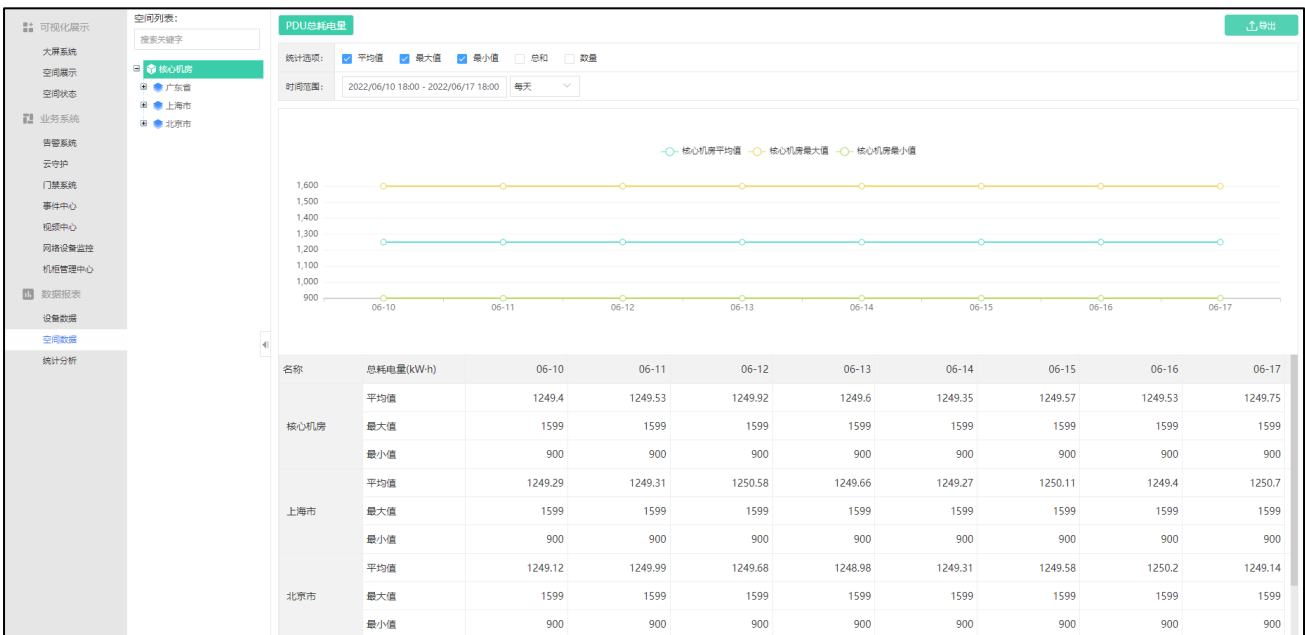 可视化展示
大屏系统
空间展示
空间状态
业务系统
告警系统
云守护
门禁系统
事件中心
视频中心
网络设备监控
机柜管理中心
数据报表
设备数据
空间数据
统计分析
空间列表:
搜索关键字
核心机房
广东省
上海市
北京市
PDU总耗电量
导出
统计选项: 平均值 最大值 最小值 总和 数量
时间范围: 2022/06/10 18:00 - 2022/06/17 18:00 每天
核心机房平均值 核心机房最大值 核心机房最小值
1,600
1,500
1,400
1,300
1,200
1,100
1,000
900
06-10 06-11 06-12 06-13 06-14 06-15 06-16 06-17
名称 总耗电量(kW·h) 06-10 06-11 06-12 06-13 06-14 06-15 06-16 06-17
平均值 1249.4 1249.53 1249.92 1249.6 1249.35 1249.57 1249.53 1249.75
核心机房 最大值 1599 1599 1599 1599 1599 1599 1599 1599
最小值 900 900 900 900 900 900 900 900
平均值 1249.29 1249.31 1250.58 1249.66 1249.27 1250.11 1249.4 1250.7
上海市 最大值 1599 1599 1599 1599 1599 1599 1599 1599
最小值 900 900 900 900 900 900 900 900
平均值 1249.12 1249.99 1249.68 1248.98 1249.31 1249.58 1250.2 1249.14
北京市 最大值 1599 1599 1599 1599 1599 1599 1599 1599
最小值 900 900 900 900 900 900 900 900